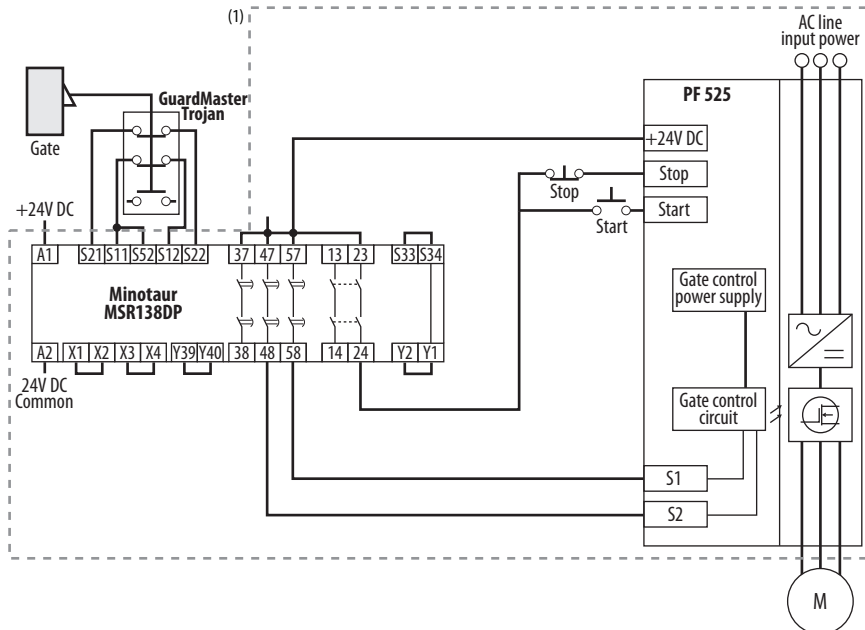 (1)
AC line
input power
GuardMaster
Trojan
PF 525
Gate
+24V DC
Stop
Stop
Start
Start
+24V DC
A1 S21 S11 S52 S12 S22 37 47 57 13 23 S33 S34
Minotaur
MSR138DP
Gate control
power supply
A2 X1 X2 X3 X4 Y39 Y40 38 48 58 14 24 Y2 Y1
24V DC
Common
Gate control
circuit
S1
S2
M